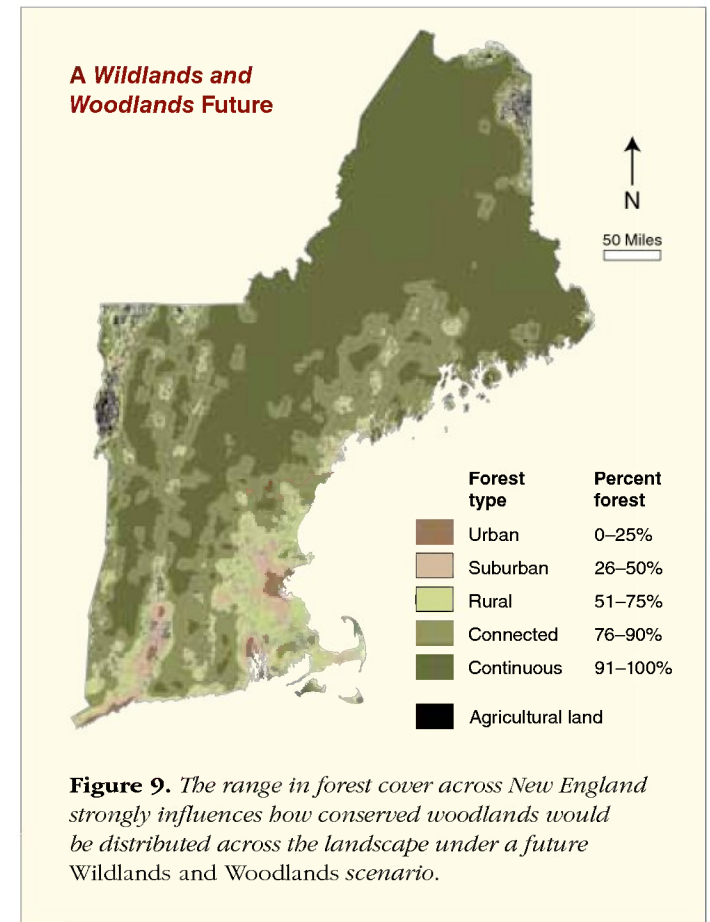 A Wildlands and
Woodlands Future
N
50 Miles
Forest type Percent forest
Urban 0–25%
Suburban 26–50%
Rural 51–75%
Connected 76–90%
Continuous 91–100%
Agricultural land
Figure 9. The range in forest cover across New England
strongly influences how conserved woodlands would
be distributed across the landscape under a future
Wildlands and Woodlands scenario.